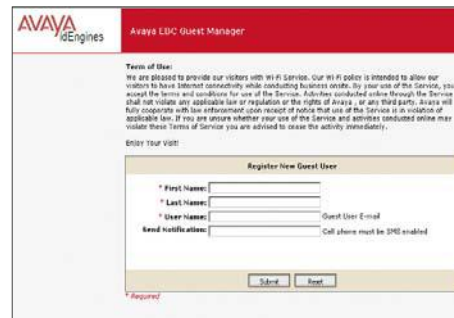 AVAYA
idEngines
Avaya EDC Guest Manager
Term of Use:
We are pleased to provide our visitors with Wi-Fi Service. Our Wi-Fi policy is intended to allow our
visitors to have Internet connectivity while conducting business onsite. By your use of the Service, you
accept the terms and conditions for use of the Service. Activities conducted online through the Service
shall not violate any applicable law or regulation or the rights of Avaya , or any third party. Avaya will
fully cooperate with law enforcement upon receipt of notice that use of the Service is in violation of
applicable law. If you are unsure whether your use of the Service and activities conducted online may
violate these Terms of Service you are advised to cease the activity immediately.
Enjoy Your Visit!
Register New Guest User
* First Name:
* Last Name:
* User Name: Guest User E-mail
Send Notification: Cell phone must be SMS enabled
Submit Reset
* Required